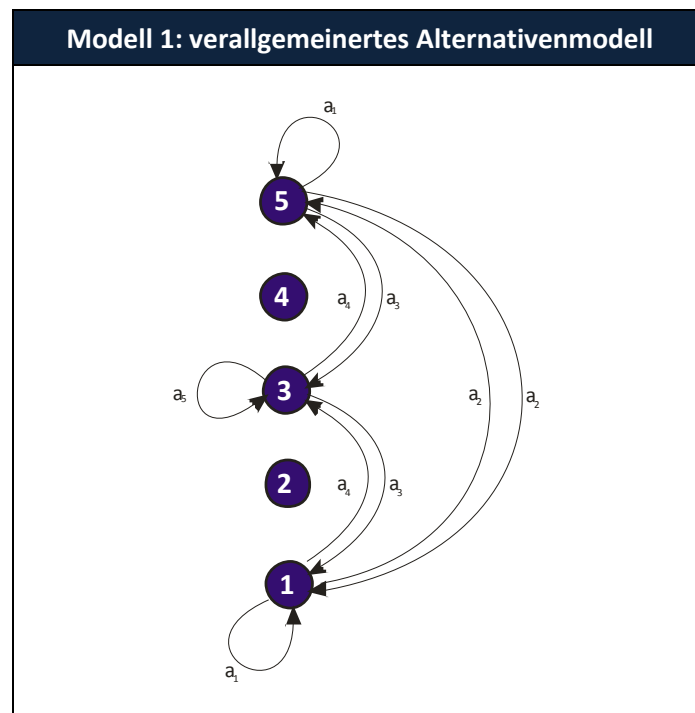 Modell 1: verallgemeinertes Alternativenmodell
a₁
5
4
a₄
a₃
a₅
3
a₂
a₂
2
a₄
a₃
1
a₁